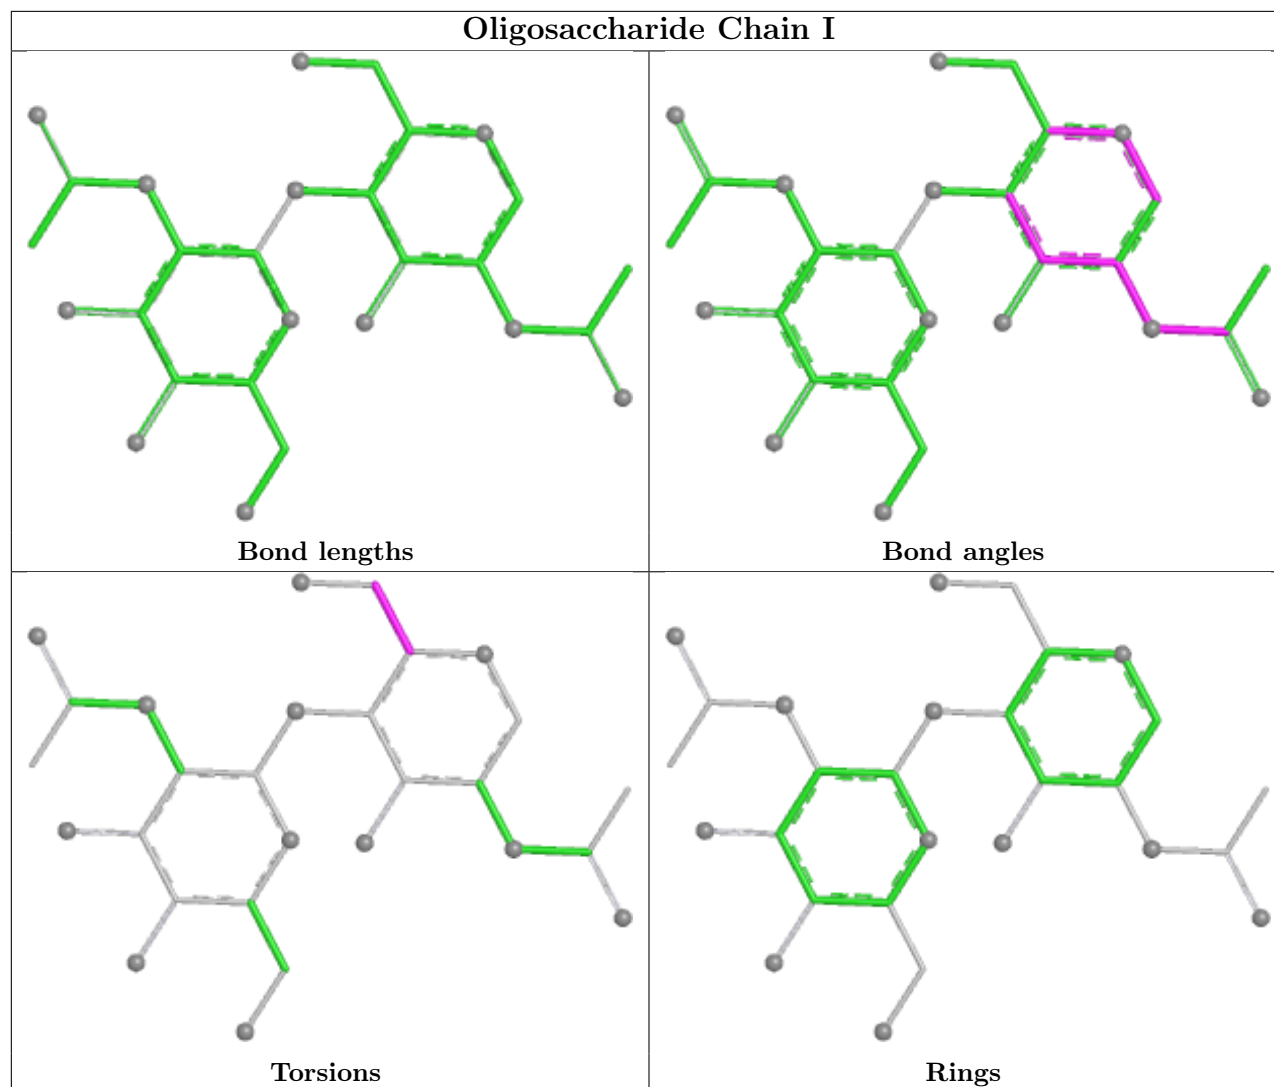 Oligosaccharide Chain I
Bond lengths
Bond angles
Torsions
Rings